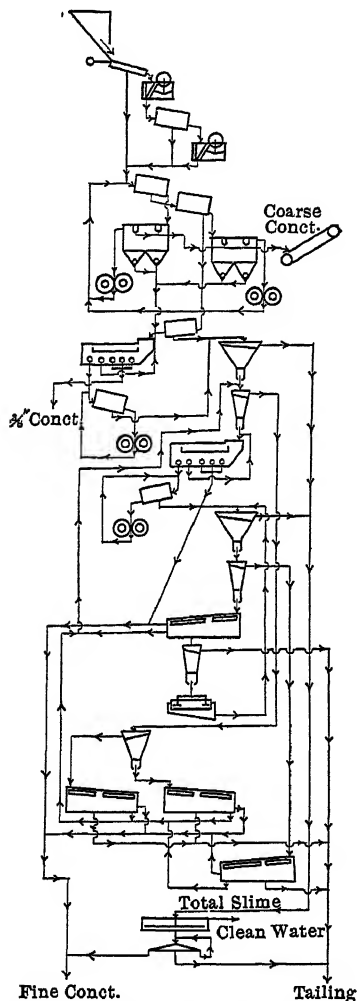 Coarse
Conct.
3/8" Conct.
Total Slime
Clean Water
Fine Conct.
Tailing